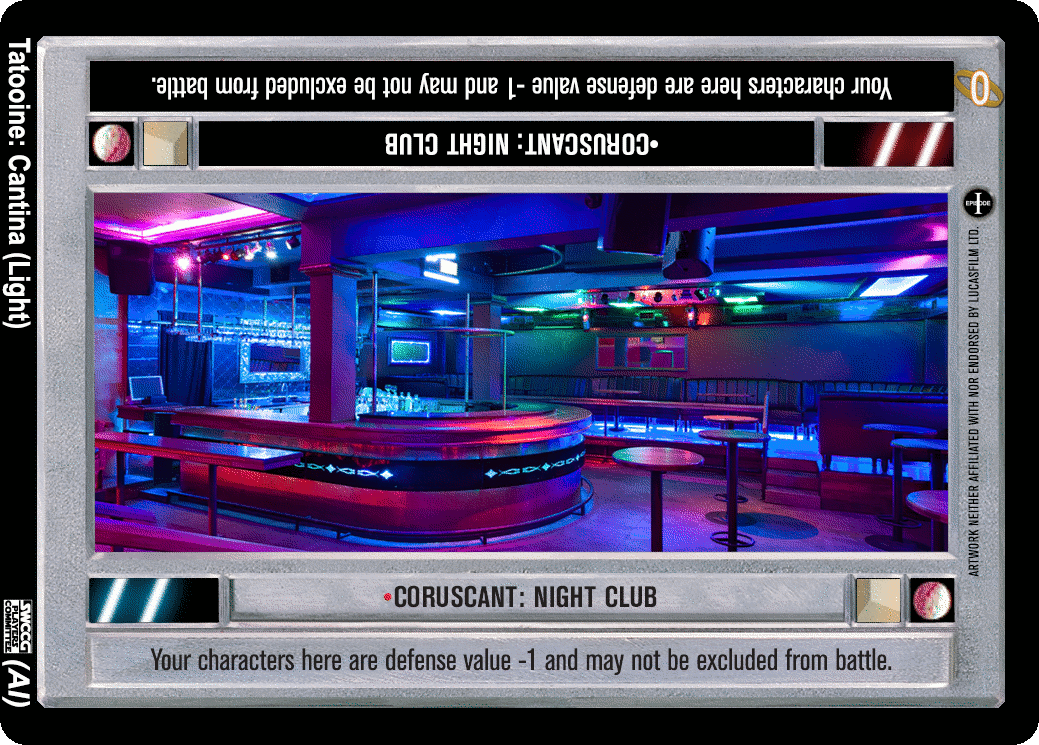 Your characters here are defense value -1 and may not be excluded from battle.
0
•CORUSCANT: NIGHT CLUB
EPISODE
I
ARTWORK NEITHER AFFILIATED WITH NOR ENDORSED BY LUCASFILM LTD.
Tatooine: Cantina (Light)
•CORUSCANT: NIGHT CLUB
Your characters here are defense value -1 and may not be excluded from battle.
SWCCG
PLAYERS
COMMITTEE
(AI)